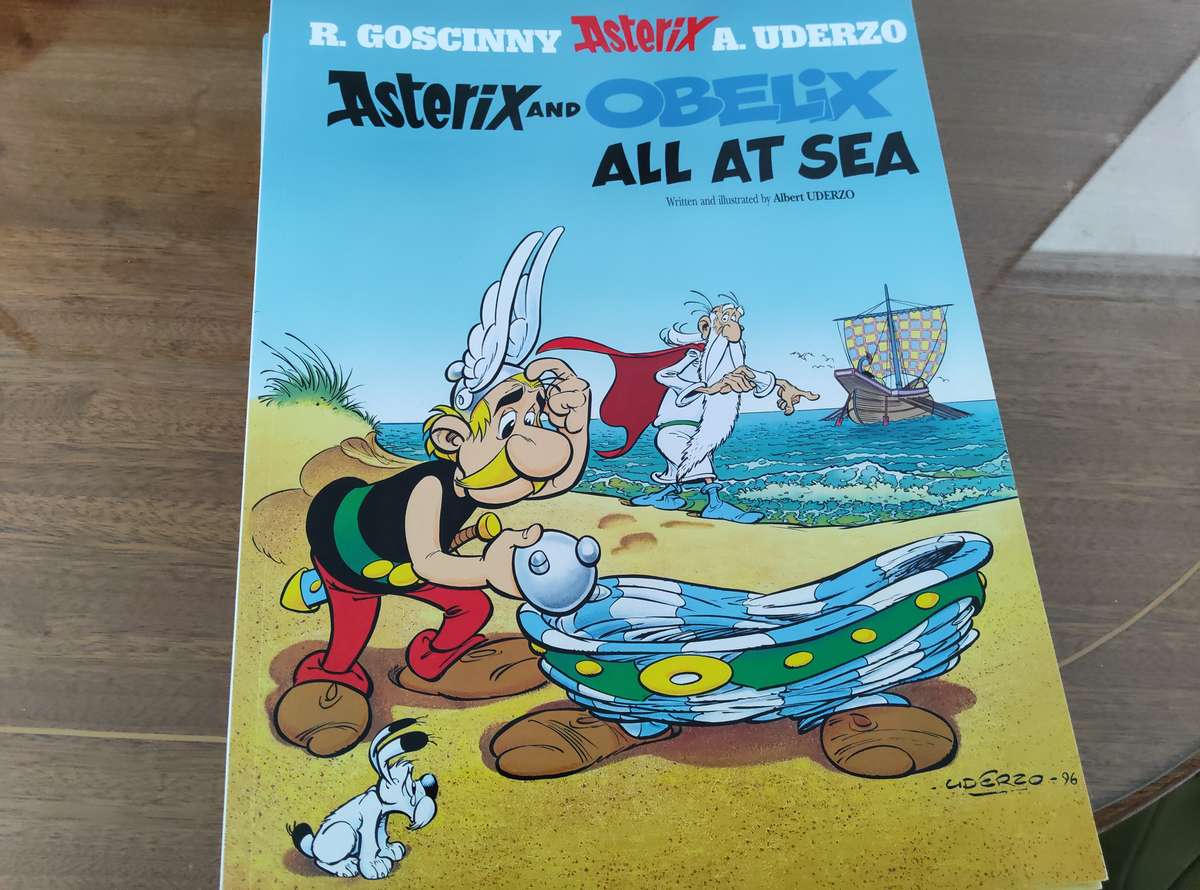 R. GOSCINNY Asterix A. UDERZO
Asterix AND OBELIX
ALL AT SEA
Written and illustrated by Albert UDERZO
UDERZO - 96